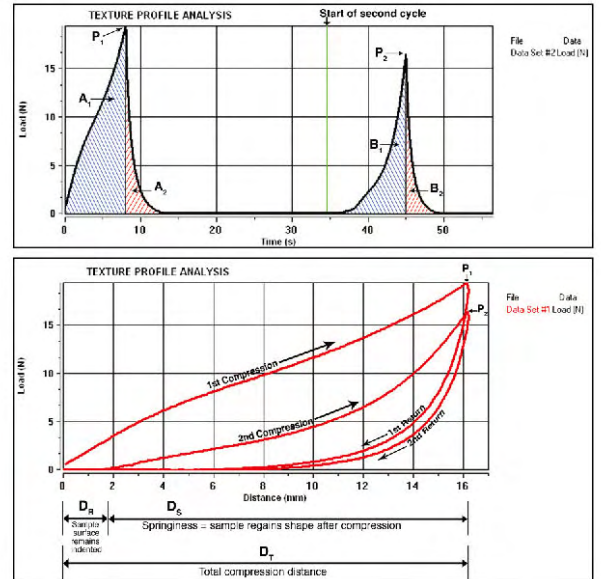 TEXTURE PROFILE ANALYSIS
Start of second cycle
P1
P2
File Data
Data Set #2 Load [N]
A1
A2
B1
B2
Load (N)
15
10
5
0
0 10 20 30 40 50
Time (s)
TEXTURE PROFILE ANALYSIS
P1
File Data
Data Set #1 Load [N]
P2
Load (N)
15
10
5
0
1st Compression
2nd Compression
1st Return
2nd Return
0 2 4 6 8 10 12 14 16
Distance (mm)
DR DS
Sample
surface
remains
indented
Springiness = sample regains shape after compression
DT
Total compression distance